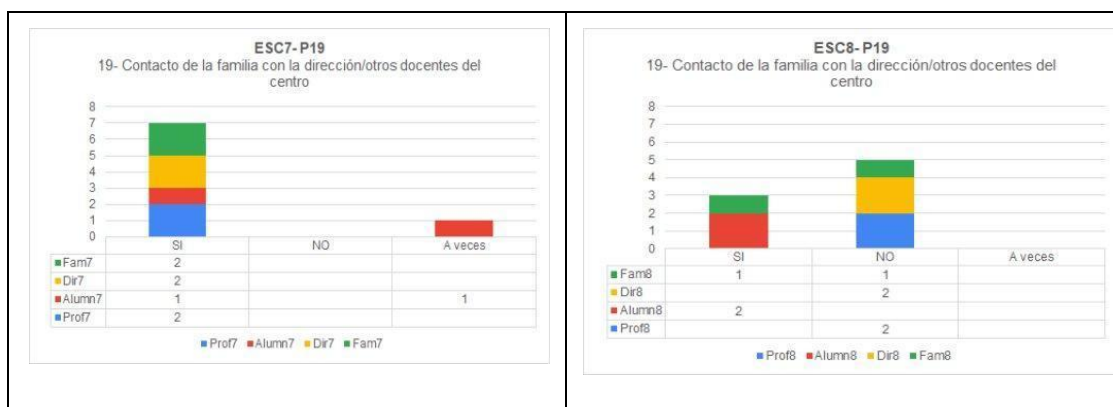 ESC7- P19
19- Contacto de la familia con la dirección/otros docentes del
centro
8
7
6
5
4
3
2
1
0
SI NO A veces
Fam7 2
Dir7 2
Alumn7 1 1
Prof7 2
Prof7 Alumn7 Dir7 Fam7
ESC8- P19
19- Contacto de la familia con la dirección/otros docentes del
centro
8
7
6
5
4
3
2
1
0
SI NO A veces
Fam8 1 1
Dir8 2
Alumn8 2
Prof8 2
Prof8 Alumn8 Dir8 Fam8